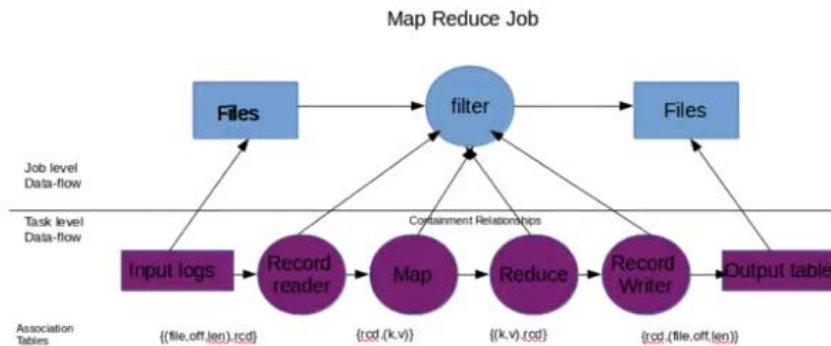 Map Reduce Job
Files
filter
Files
Job level
Data-flow
Task level
Data-flow
Containment Relationships
Input logs
Record
reader
Map
Reduce
Record
Writer
Output table
Association
Tables
{(file,off,len),rcd}
{rcd,(k,v)}
{(k,v),rcd}
{rcd,(file,off,len)}